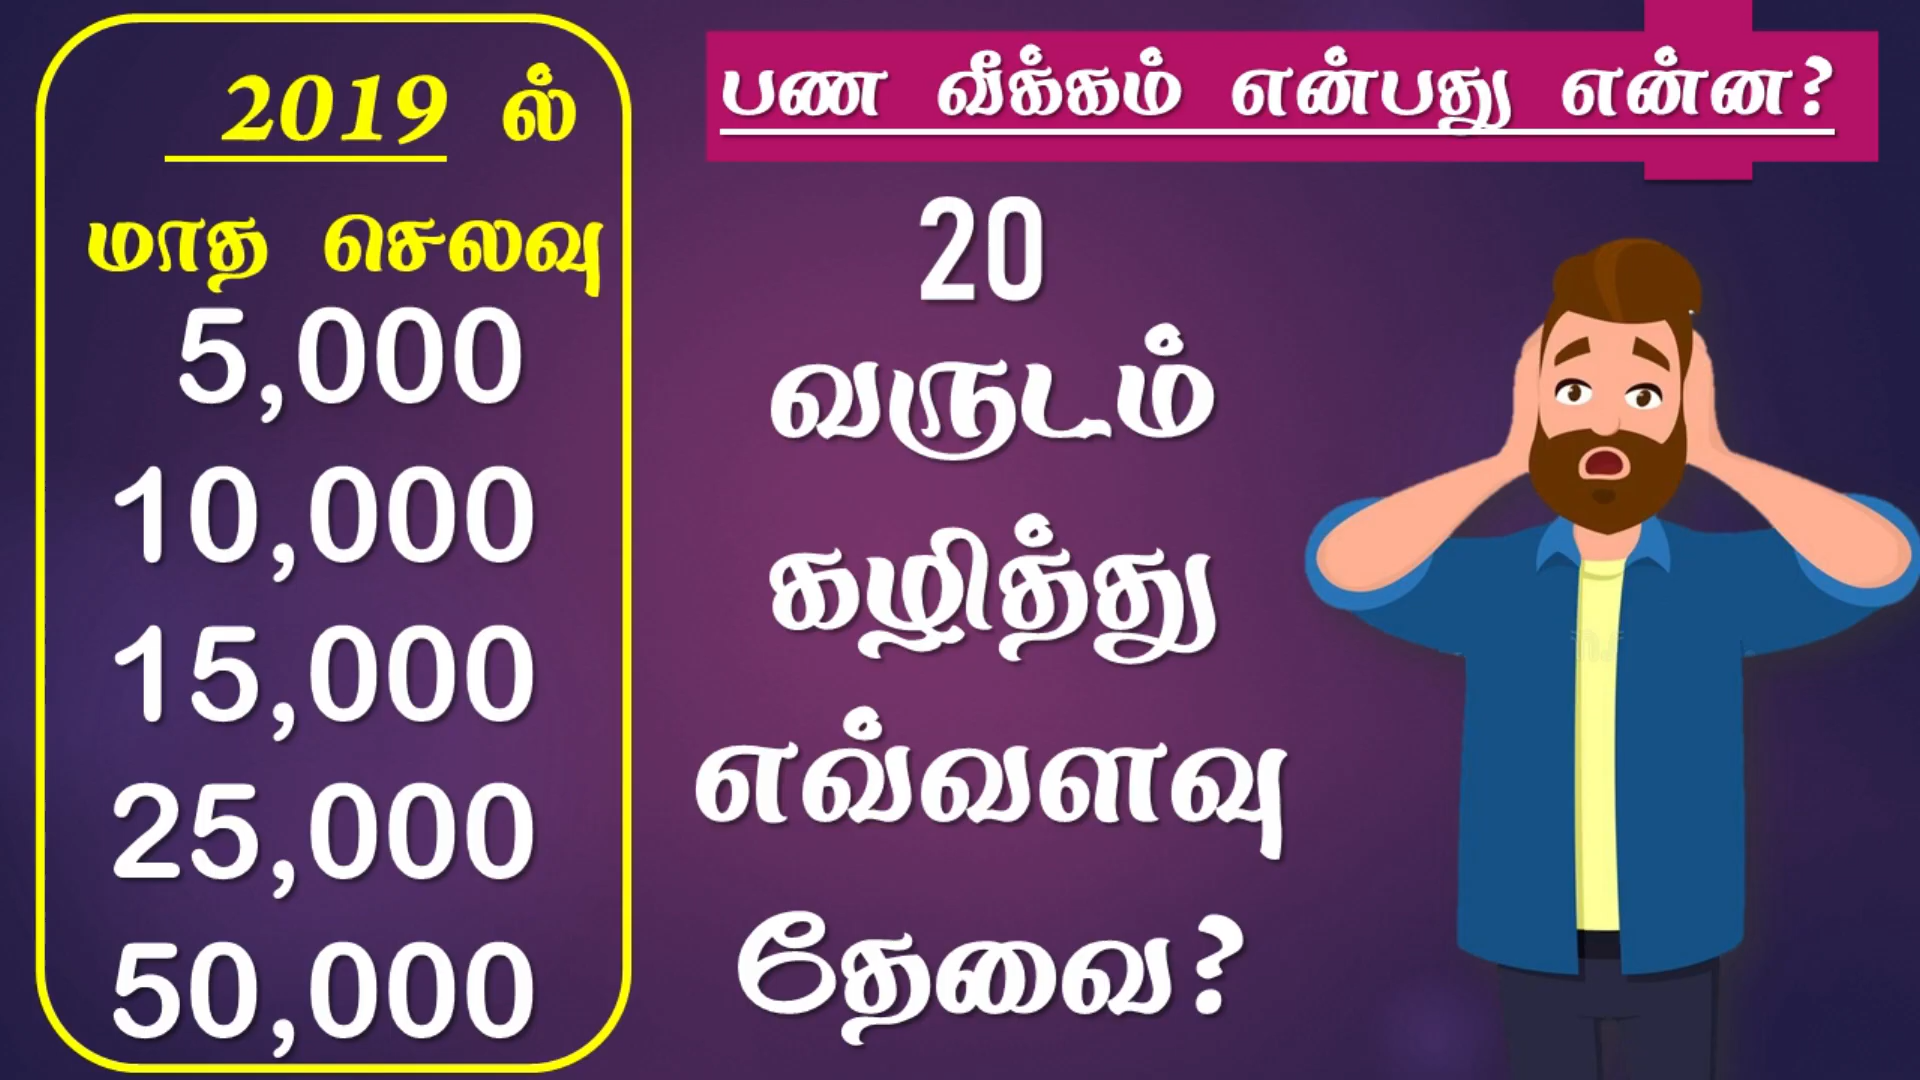 2019 ல்
மாத செலவு
5,000
10,000
15,000
25,000
50,000
பண வீக்கம் என்பது என்ன?
20
வருடம்
கழித்து
எவ்வளவு
தேவை?